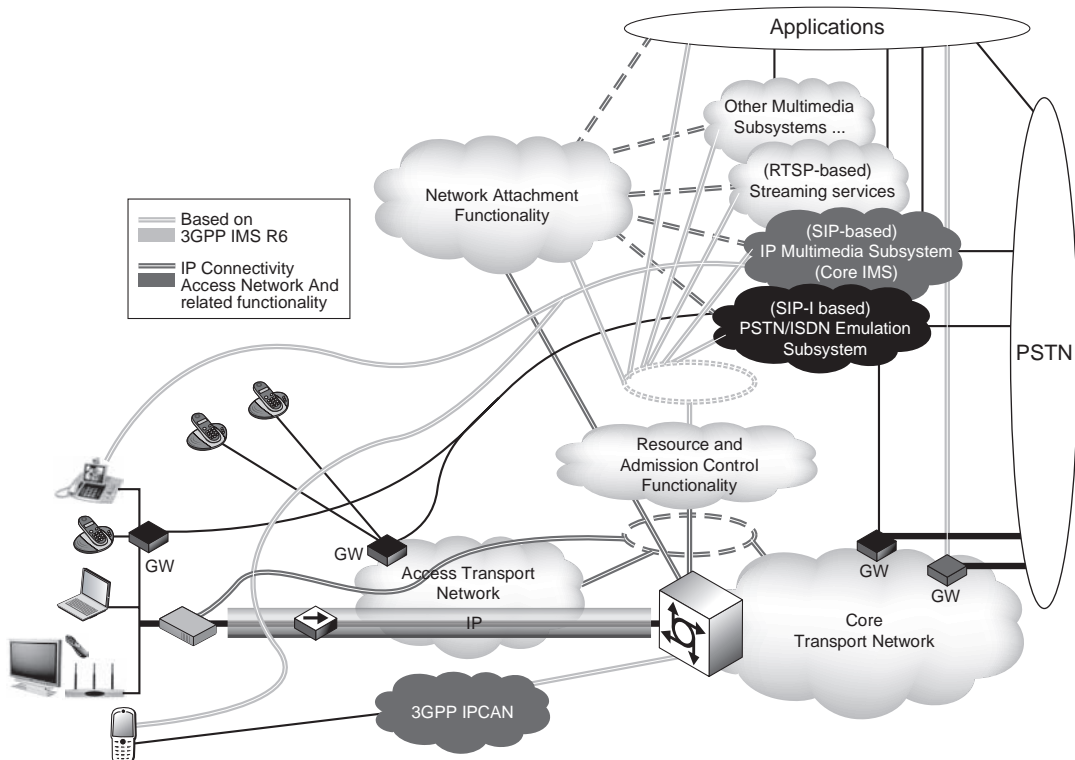 Applications
Other Multimedia
Subsystems ...
(RTSP-based)
Streaming services
Network Attachment
Functionality
(SIP-based)
IP Multimedia Subsystem
(Core IMS)
Based on
3GPP IMS R6
IP Connectivity
Access Network And
related functionality
(SIP-I based)
PSTN/ISDN Emulation
Subsystem
PSTN
Resource and
Admission Control
Functionality
GW
GW
Access Transport
Network
GW
GW
IP
Core
Transport Network
3GPP IPCAN